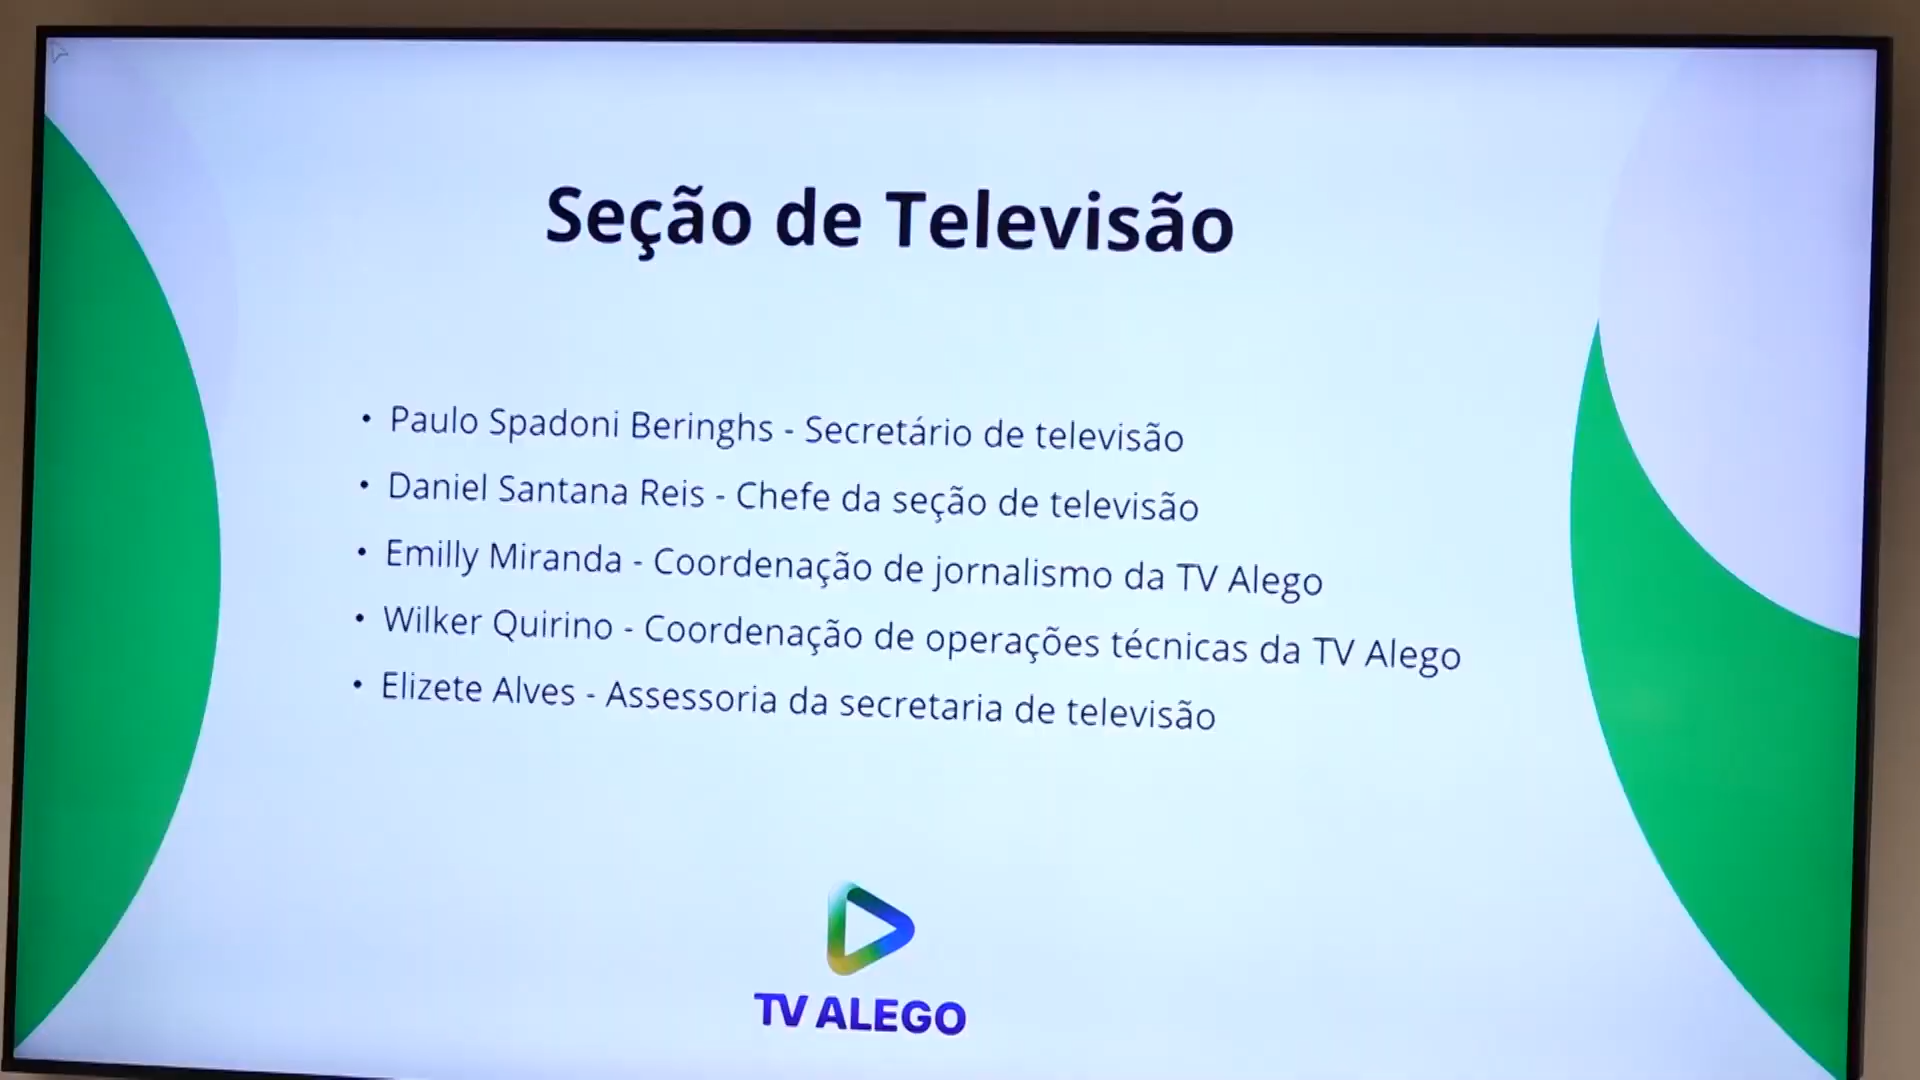 Seção de Televisão
• Paulo Spadoni Beringhs - Secretário de televisão
• Daniel Santana Reis - Chefe da seção de televisão
• Emilly Miranda - Coordenação de jornalismo da TV Alego
• Wilker Quirino - Coordenação de operações técnicas da TV Alego
• Elizete Alves - Assessoria da secretaria de televisão
TV ALEGO